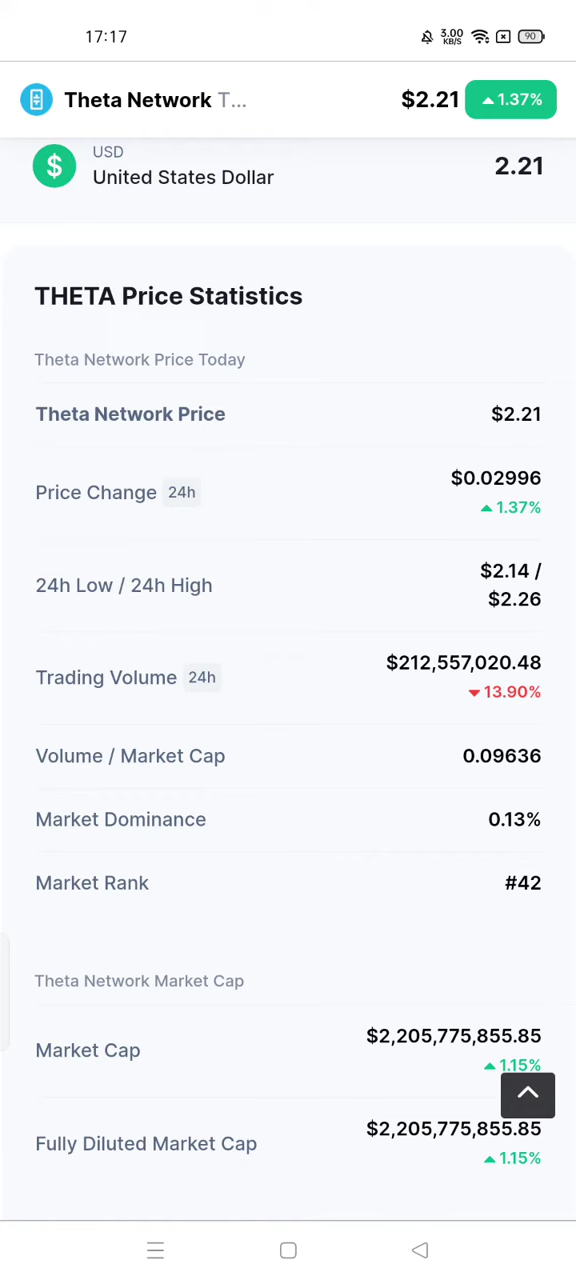 17:17
3.00
KB/S
90
Theta Network T...
$2.21
1.37%
USD
United States Dollar
2.21
THETA Price Statistics
Theta Network Price Today
Theta Network Price
$2.21
Price Change 24h
$0.02996
1.37%
24h Low / 24h High
$2.14 /
$2.26
Trading Volume 24h
$212,557,020.48
13.90%
Volume / Market Cap
0.09636
Market Dominance
0.13%
Market Rank
#42
Theta Network Market Cap
Market Cap
$2,205,775,855.85
1.15%
Fully Diluted Market Cap
$2,205,775,855.85
1.15%